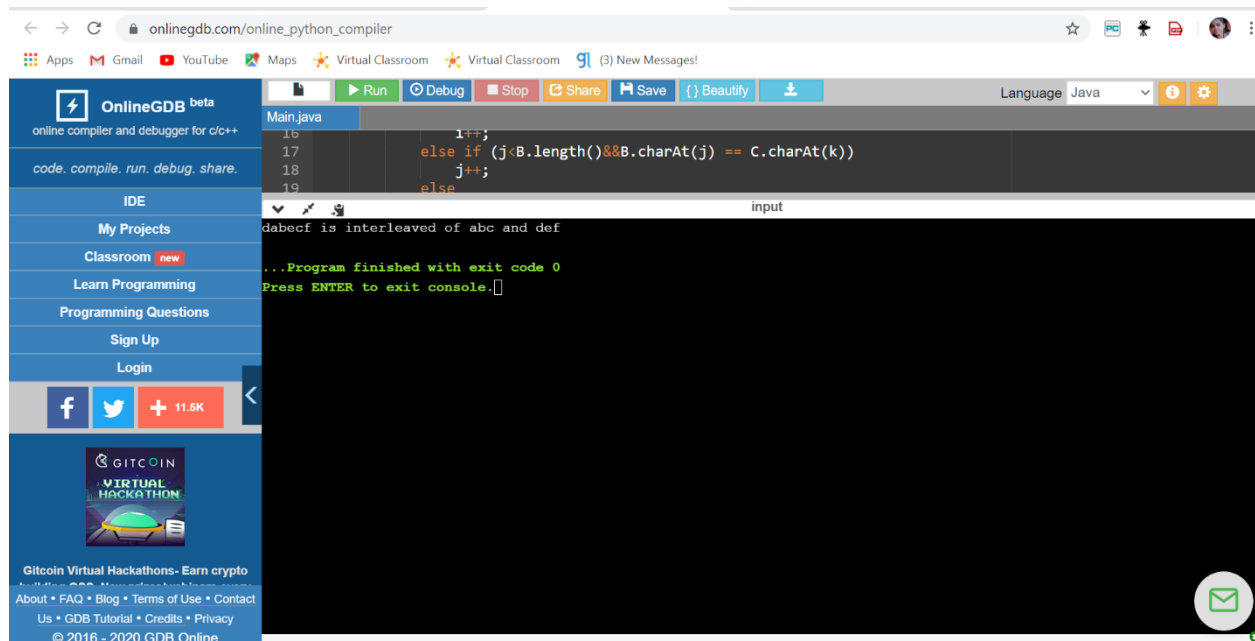 onlinegdb.com/online_python_compiler
PC
Apps Gmail YouTube Maps Virtual Classroom Virtual Classroom gl (3) New Messages!
OnlineGDB beta
online compiler and debugger for c/c++
code. compile. run. debug. share.
IDE
My Projects
Classroom new
Learn Programming
Programming Questions
Sign Up
Login
f + 11.5K
GITCOIN
VIRTUAL
HACKATHON
Gitcoin Virtual Hackathons- Earn crypto
About • FAQ • Blog • Terms of Use • Contact
Us • GDB Tutorial • Credits • Privacy
© 2016 - 2020 GDB Online
Run Debug Stop Share Save {} Beautify
Language Java
Main.java
16 i++;
17 else if (j<B.length()&&B.charAt(j) == C.charAt(k))
18 j++;
19 else
input
dabecf is interleaved of abc and def
...Program finished with exit code 0
Press ENTER to exit console.